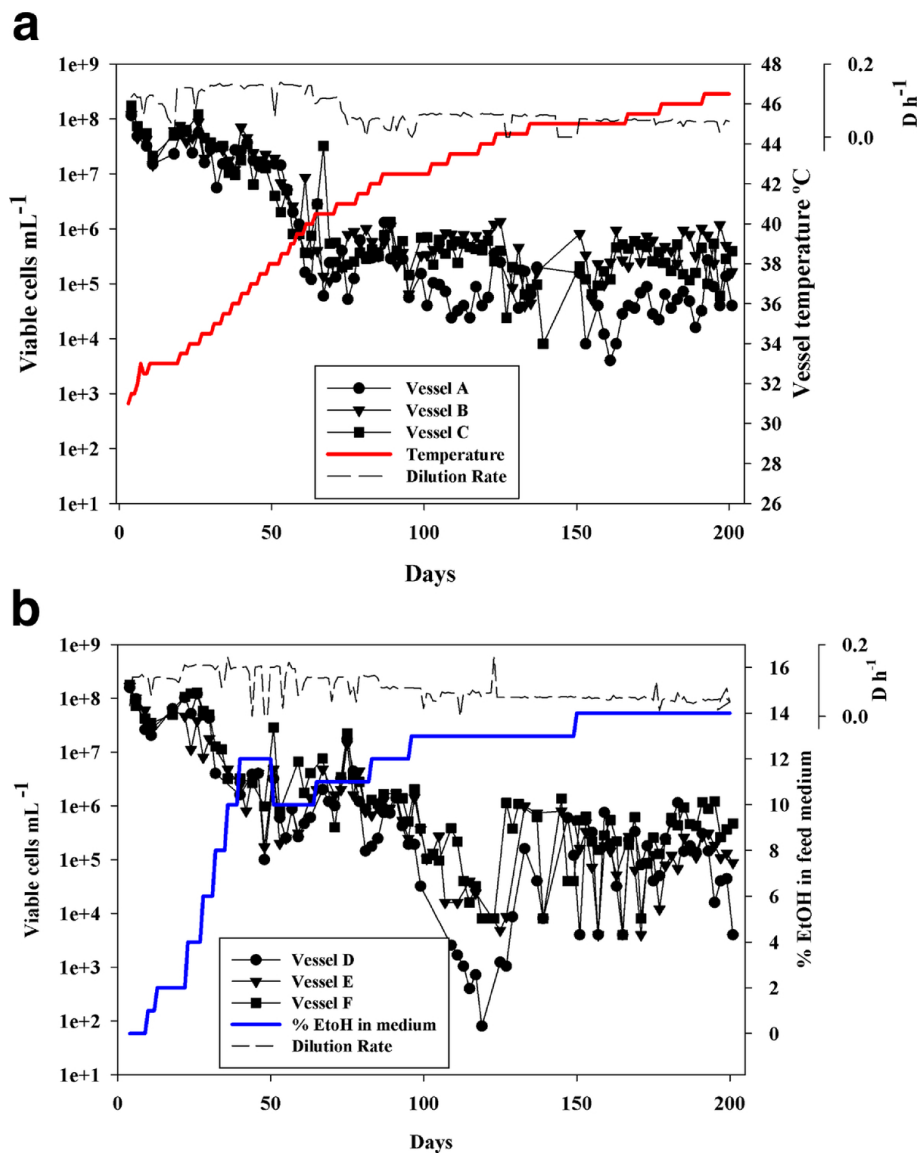 a
1e+9
1e+8
1e+7
1e+6
1e+5
1e+4
1e+3
1e+2
1e+1
Viable cells mL-1
48
46
44
42
40
38
36
34
32
30
28
26
Vessel temperature ºC
0.2
0.0
D h-1
Vessel A
Vessel B
Vessel C
Temperature
Dilution Rate
0 50 100 150 200
Days
b
1e+9
1e+8
1e+7
1e+6
1e+5
1e+4
1e+3
1e+2
1e+1
Viable cells mL-1
16
14
12
10
8
6
4
2
0
% EtOH in feed medium
0.2
0.0
D h-1
Vessel D
Vessel E
Vessel F
% EtoH in medium
Dilution Rate
0 50 100 150 200
Days